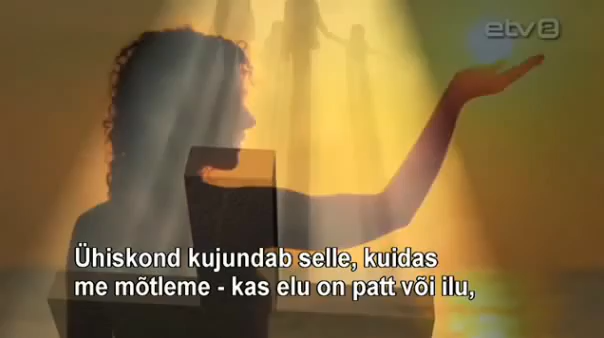 etv2
Ühiskond kujundab selle, kuidas
me mõtleme - kas elu on patt või ilu,